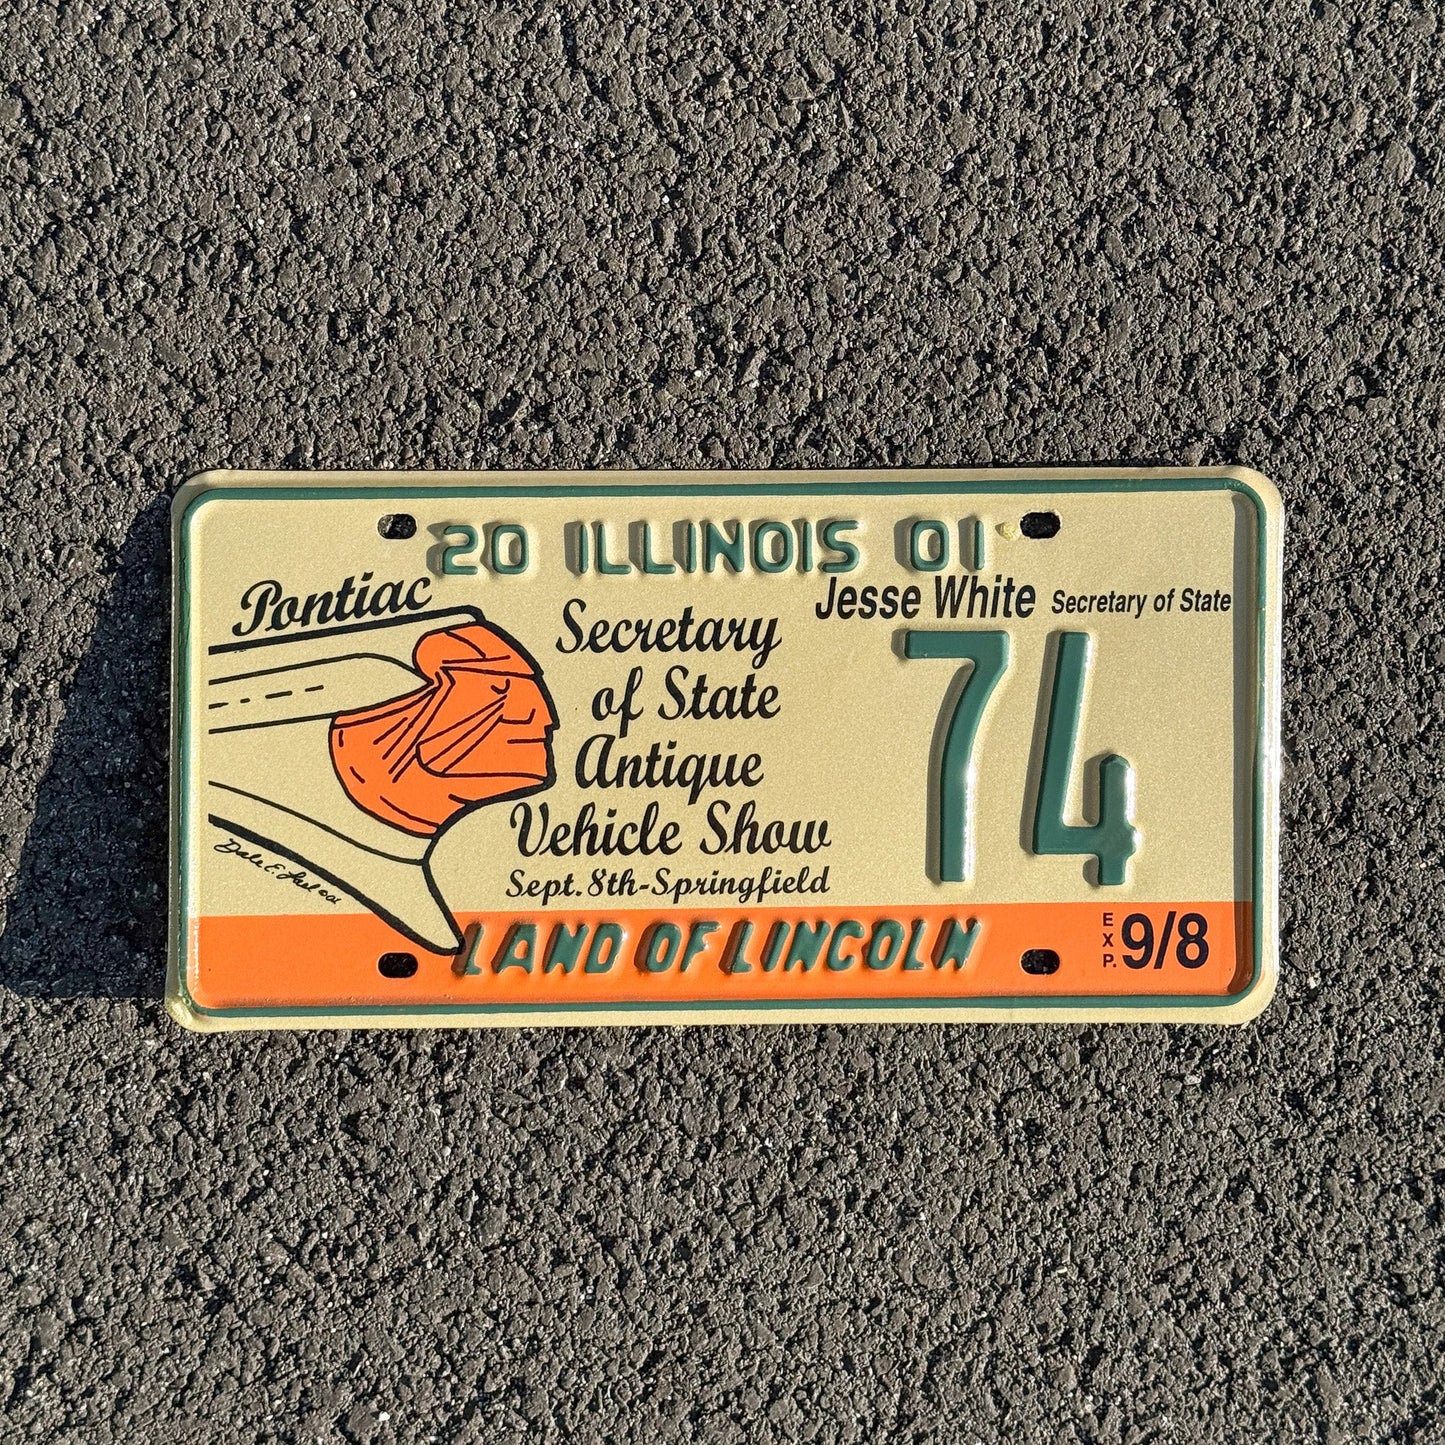 20 ILLINOIS 01
Pontiac
Jesse White Secretary of State
Secretary
of State
Antique
Vehicle Show
Sept. 8th-Springfield
74
Dale E.
LAND OF LINCOLN
EXP. 9/8